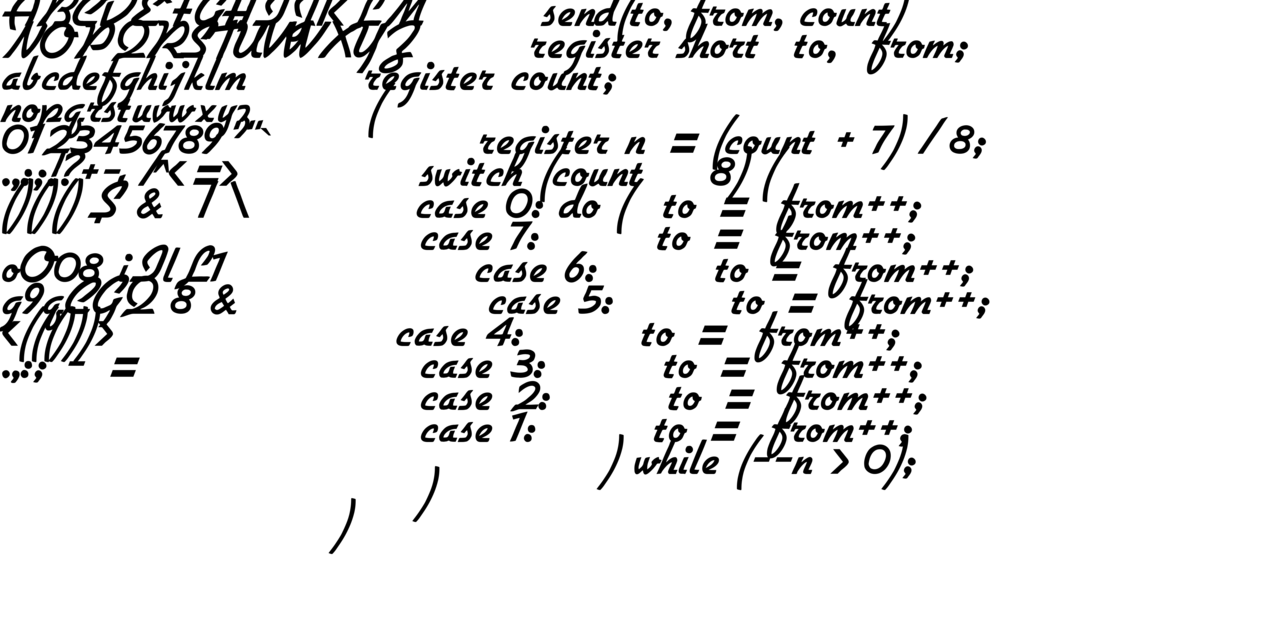 ABCDEFGHIJKLM send(to, from, count)
NOPQRSTUVWXYZ register short to, from;
abcdefghijklm register count;
nopqrstuvwxyz (
0123456789 '"` register n = (count + 7) / 8;
.,:;!?+-, /< => switch (count 8) (
()()() $ & 7 \ case 0: do ( to = from++;
case 7: to = from++;
oO08 iIlL1 case 6: to = from++;
g9qCGQ 8 & case 5: to = from++;
<((()))> case 4: to = from++;
.,:; - = case 3: to = from++;
case 2: to = from++;
case 1: to = from++;
) while (--n > 0);
)
)